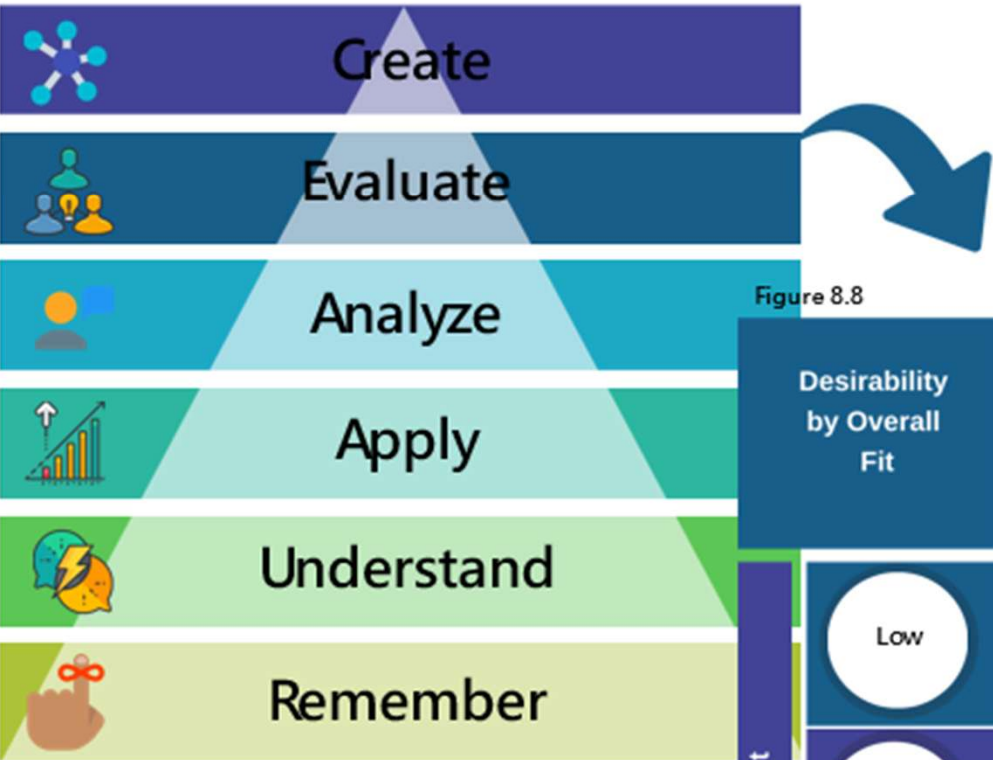 Create
Evaluate
Analyze
Figure 8.8
Desirability
by Overall
Fit
Apply
Understand
Low
Remember